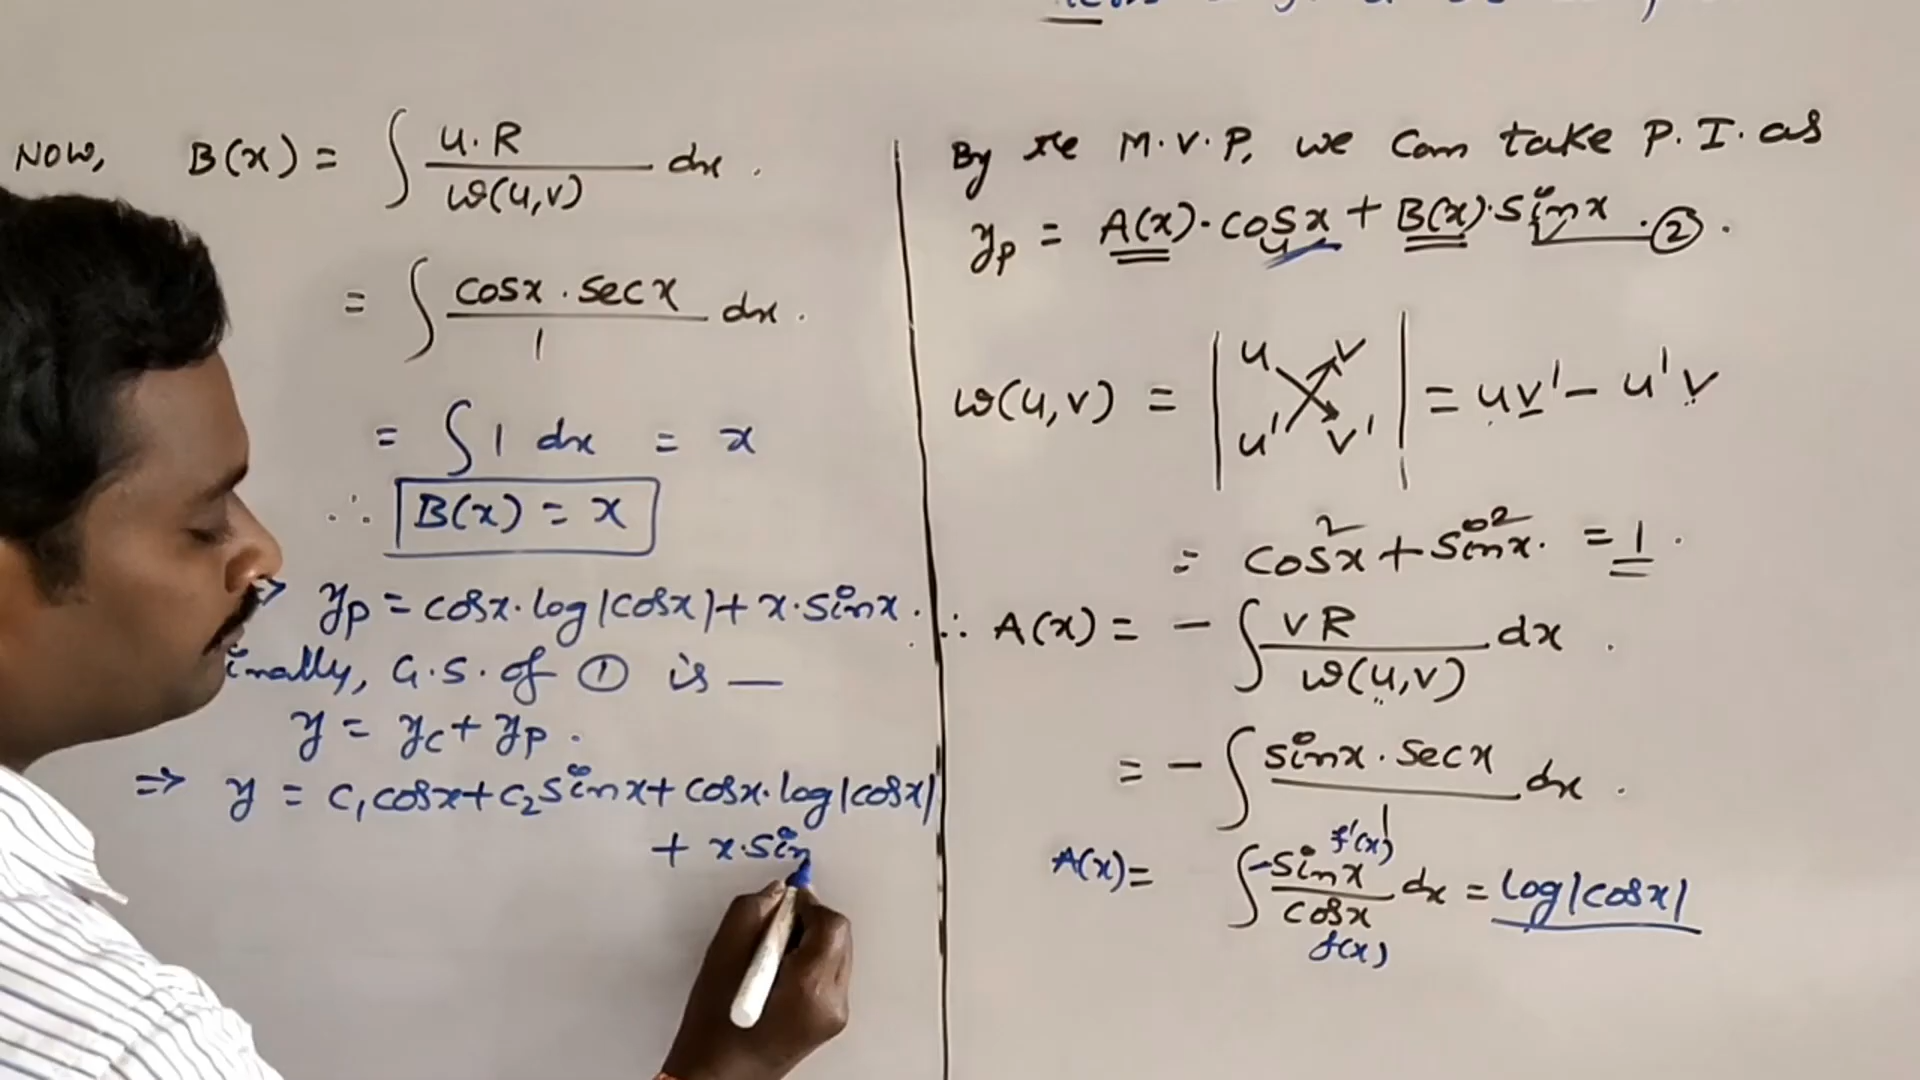 Now, B(x) = ∫ u.R / ω(u,v) dx .
= ∫ cosx . secx / 1 dx .
= ∫ 1 dx = x
∴ B(x) = x
⇒ yp = cosx.log|cosx| + x.sinx .
inally, G.S. of ① is —
y = yc + yp .
⇒ y = c₁cosx + c₂sinx + cosx.log|cosx|
+ x.sin
By the M.V.P, we can take P.I. as
yp = A(x).cosx + B(x).sinx . ② .
u v
ω(u,v) = | u v | = uv' − u'v
| u' v' |
= cos²x + sin²x . = 1 .
∴ A(x) = − ∫ vR / ω(u,v) dx .
= − ∫ sinx . secx / 1 dx .
f'(x)
A(x) = ∫ −sinx / cosx dx = log|cosx|
f(x)